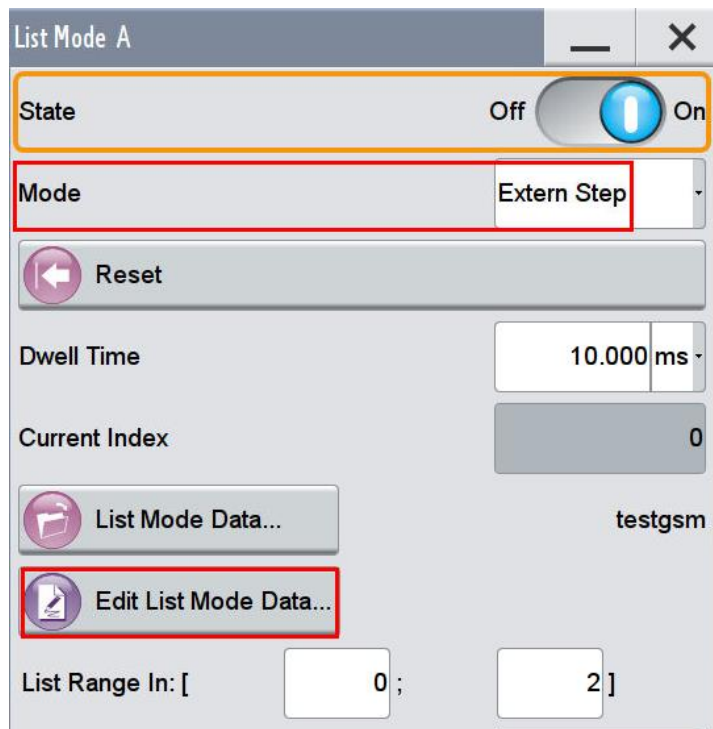 List Mode A
State Off On
Mode Extern Step
Reset
Dwell Time 10.000 ms
Current Index 0
List Mode Data... testgsm
Edit List Mode Data...
List Range In: [ 0 ; 2 ]